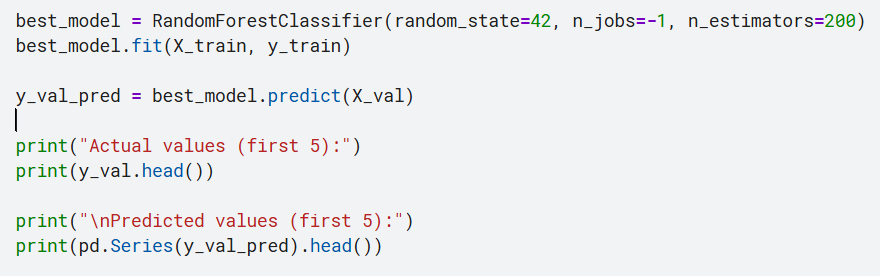 best_model = RandomForestClassifier(random_state=42, n_jobs=-1, n_estimators=200)
best_model.fit(X_train, y_train)
y_val_pred = best_model.predict(X_val)
print("Actual values (first 5):")
print(y_val.head())
print("\nPredicted values (first 5):")
print(pd.Series(y_val_pred).head())